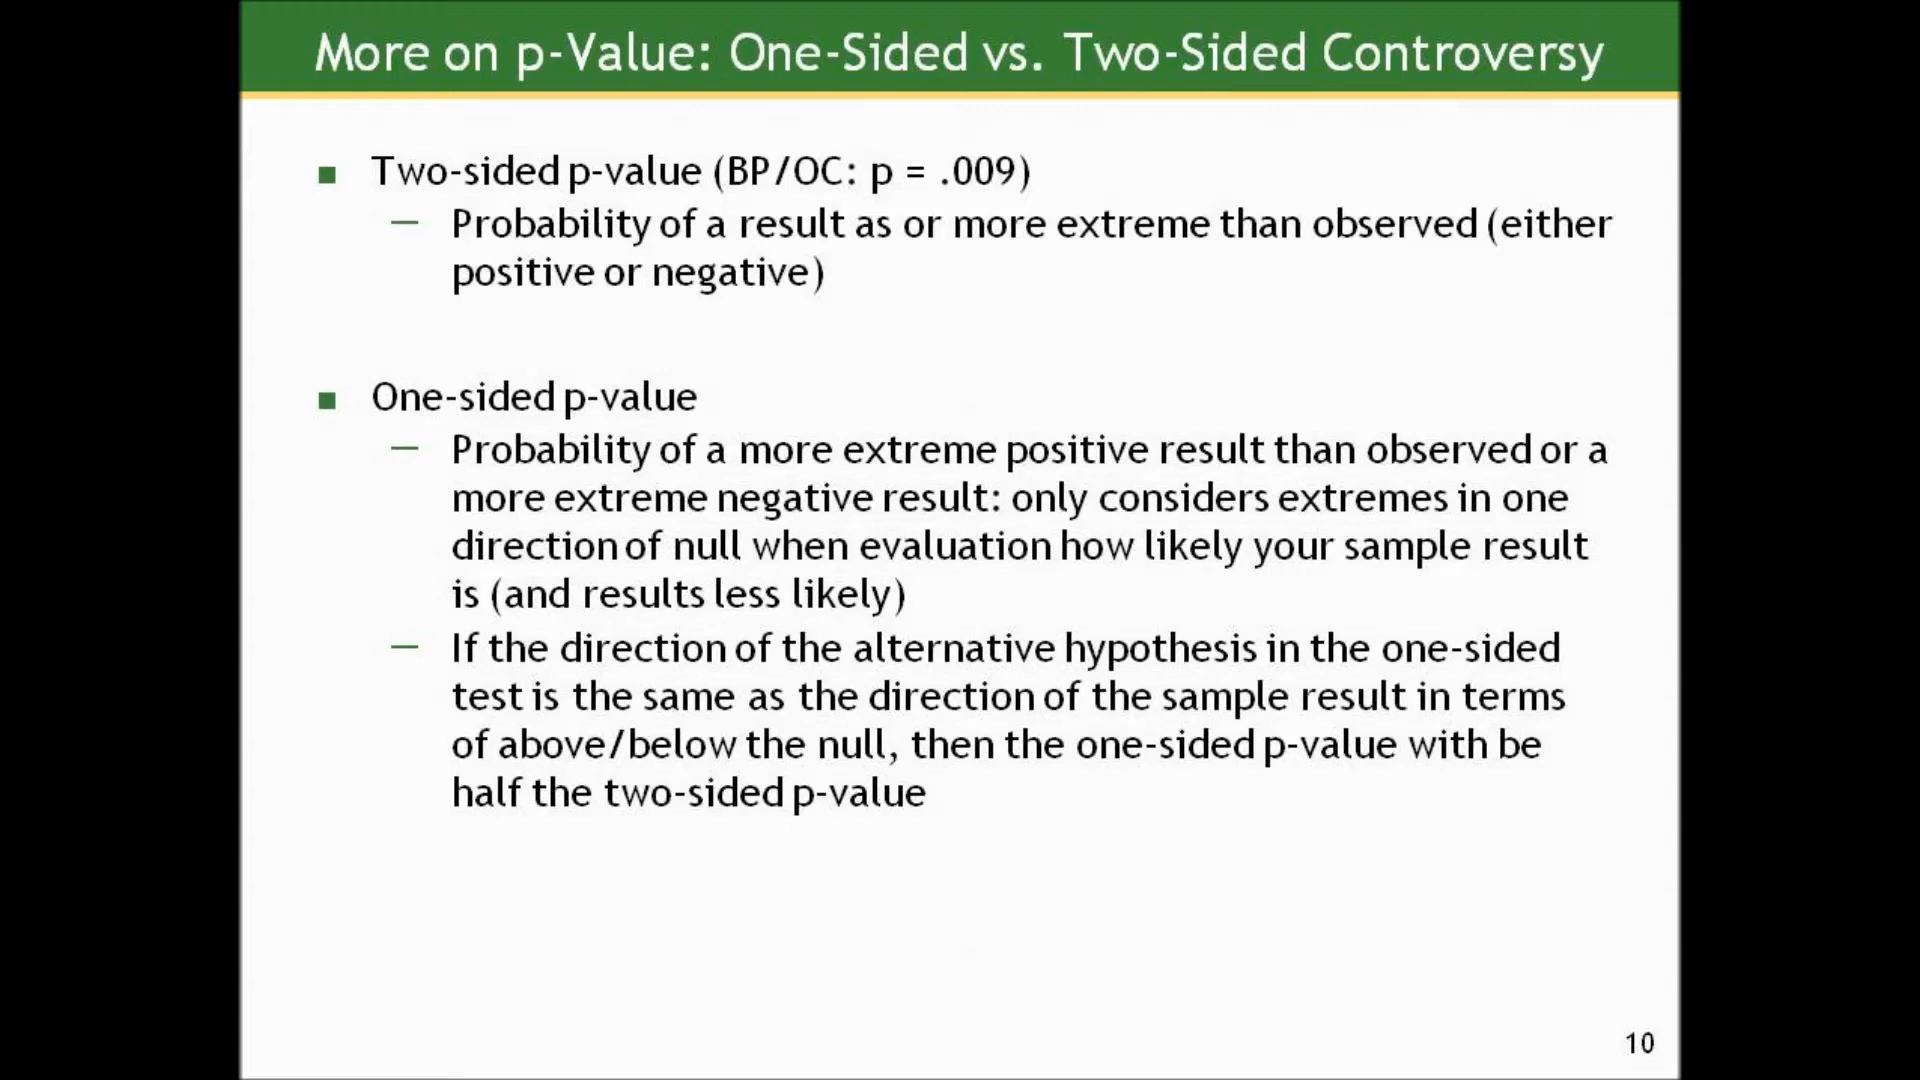 More on p-Value: One-Sided vs. Two-Sided Controversy
Two-sided p-value (BP/OC: p = .009)
Probability of a result as or more extreme than observed (either
positive or negative)
One-sided p-value
Probability of a more extreme positive result than observed or a
more extreme negative result: only considers extremes in one
direction of null when evaluation how likely your sample result
is (and results less likely)
If the direction of the alternative hypothesis in the one-sided
test is the same as the direction of the sample result in terms
of above/below the null, then the one-sided p-value with be
half the two-sided p-value
10